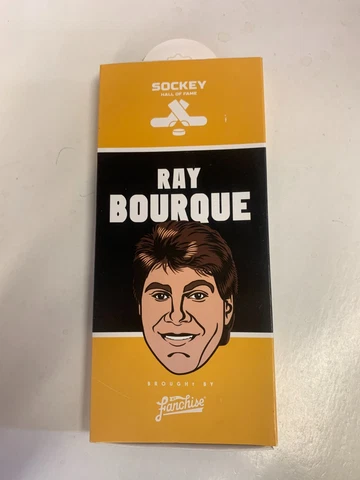 SOCKEY
HALL OF FAME
RAY
BOURQUE
BROUGHT BY
Fanchise